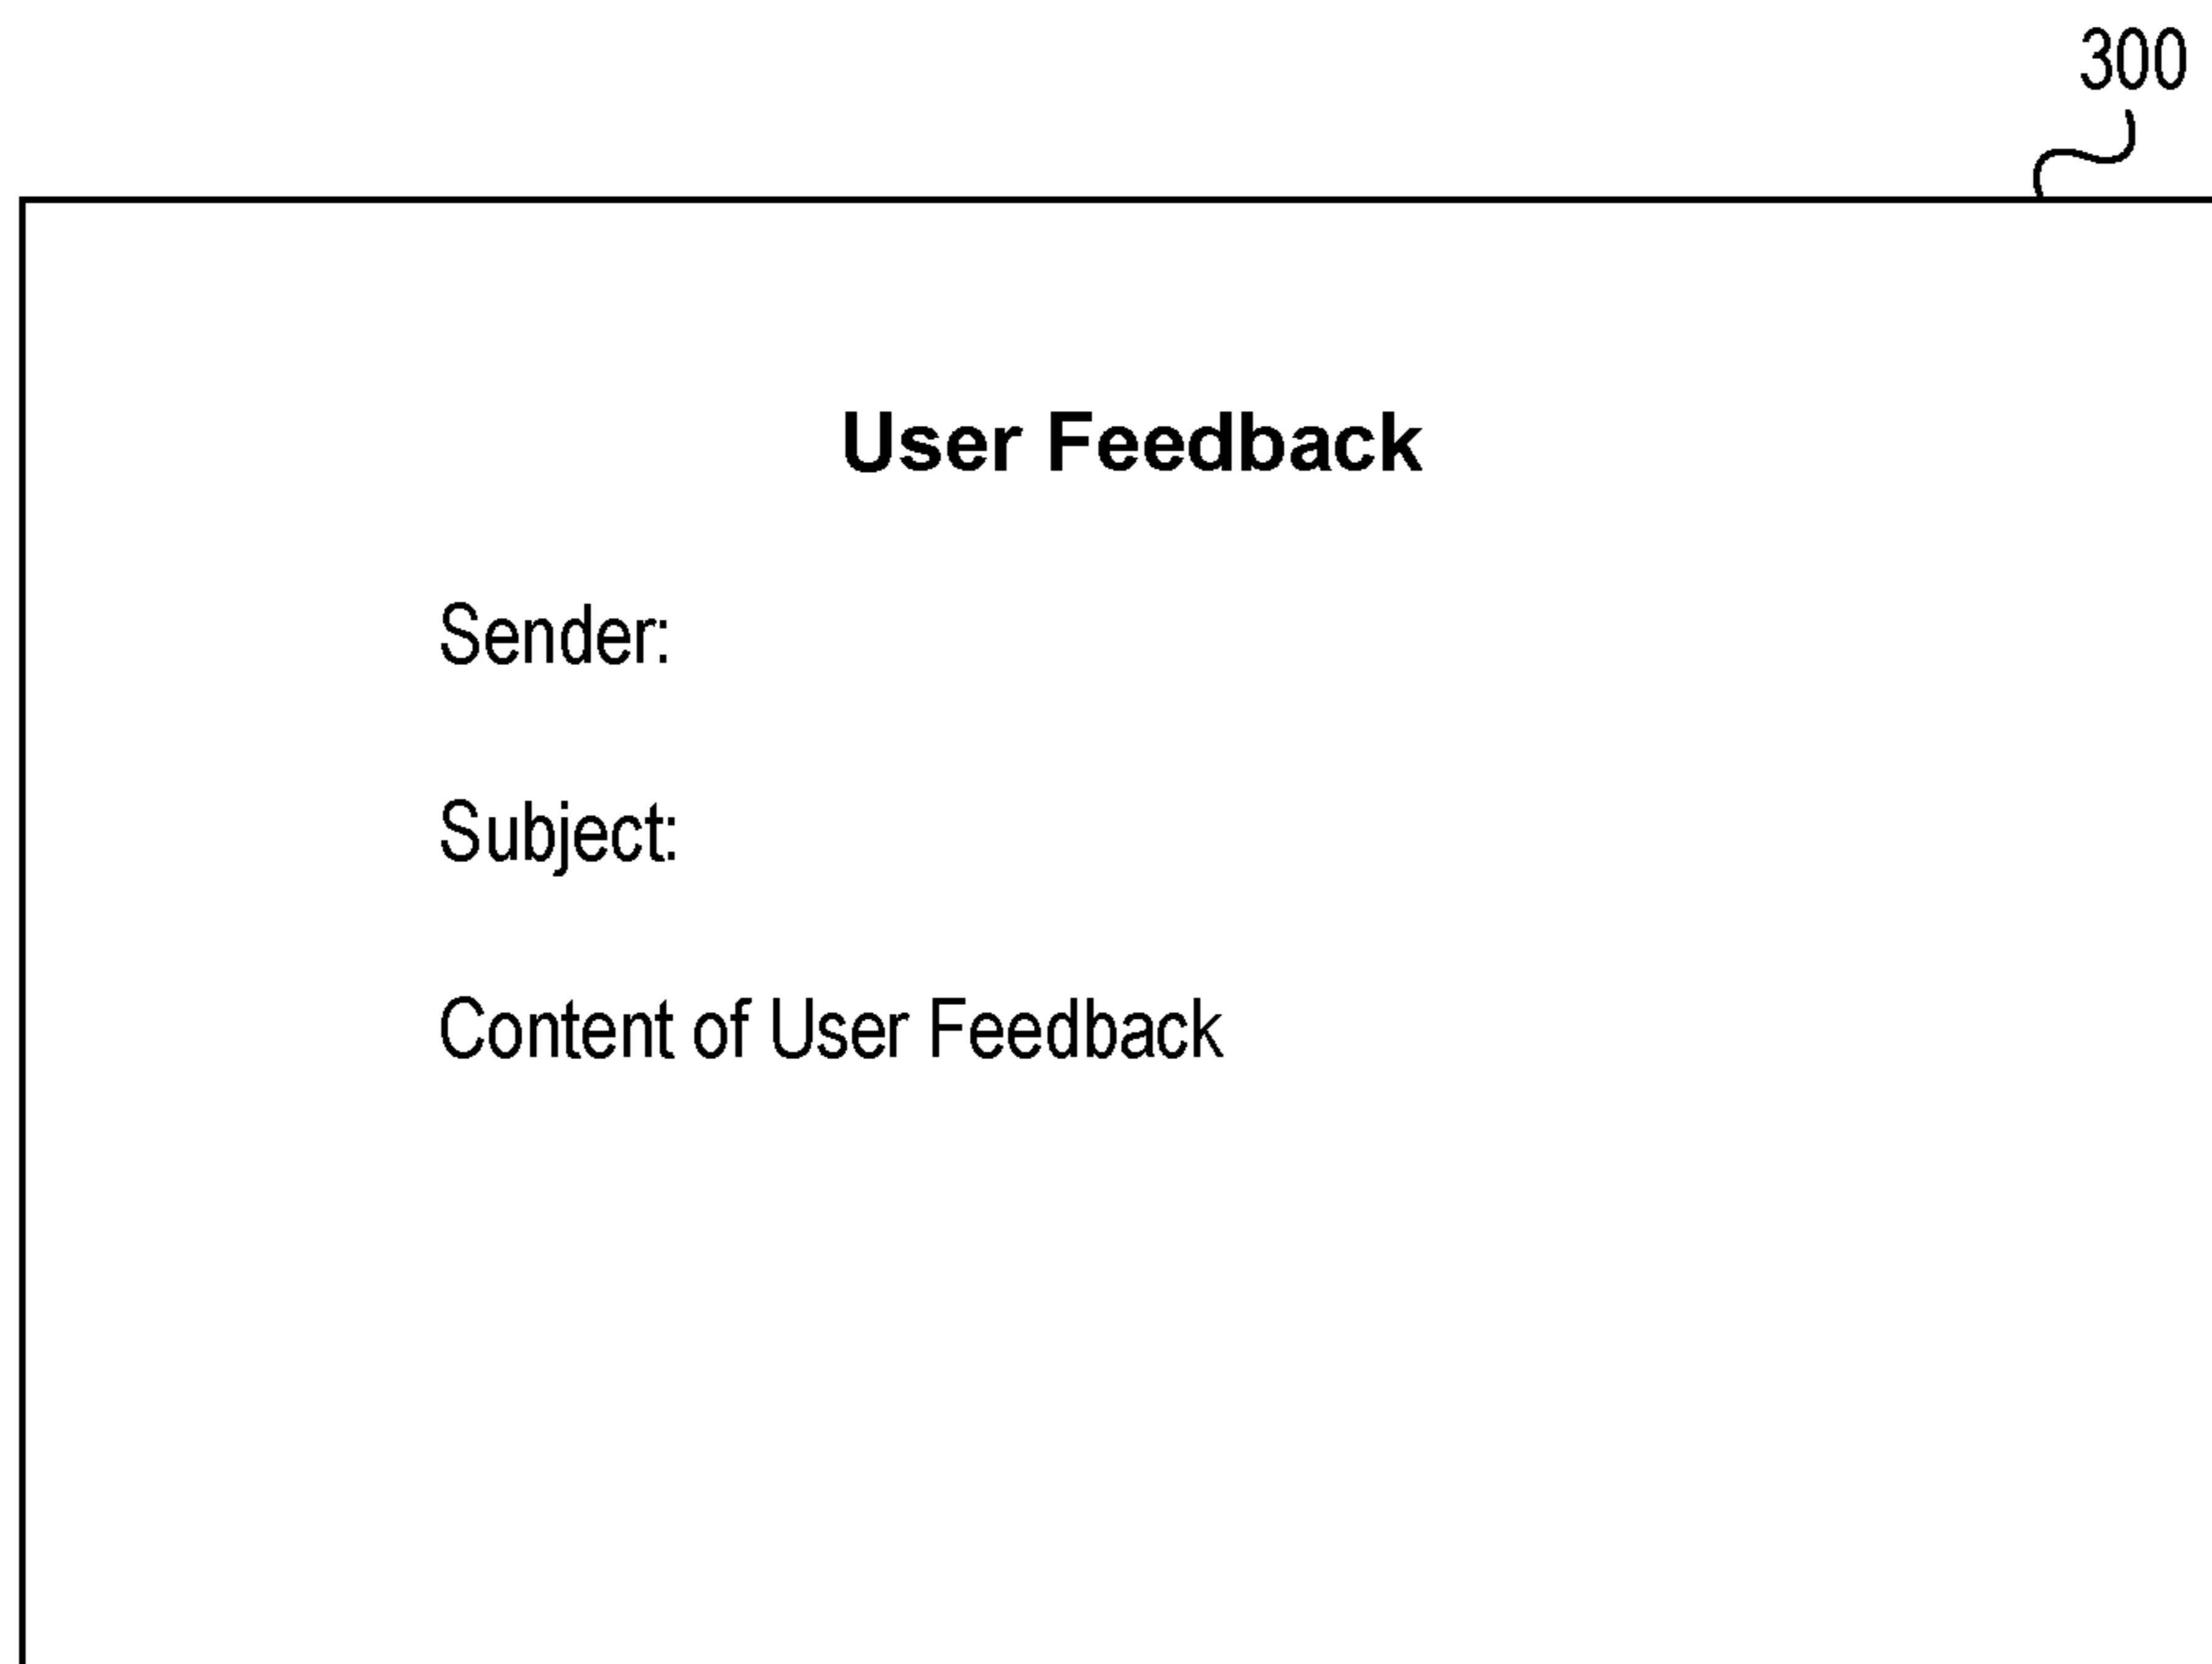 300
User Feedback
Sender:
Subject:
Content of User Feedback